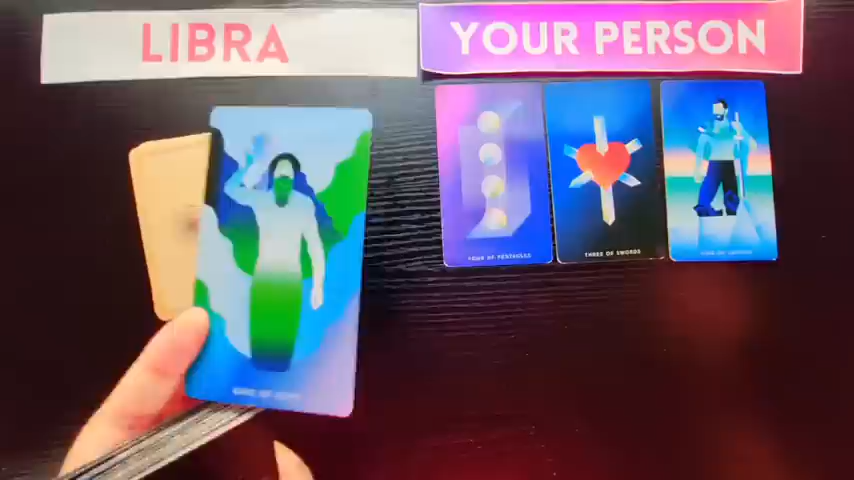 LIBRA
YOUR PERSON
FOUR OF PENTACLES
THREE OF SWORDS